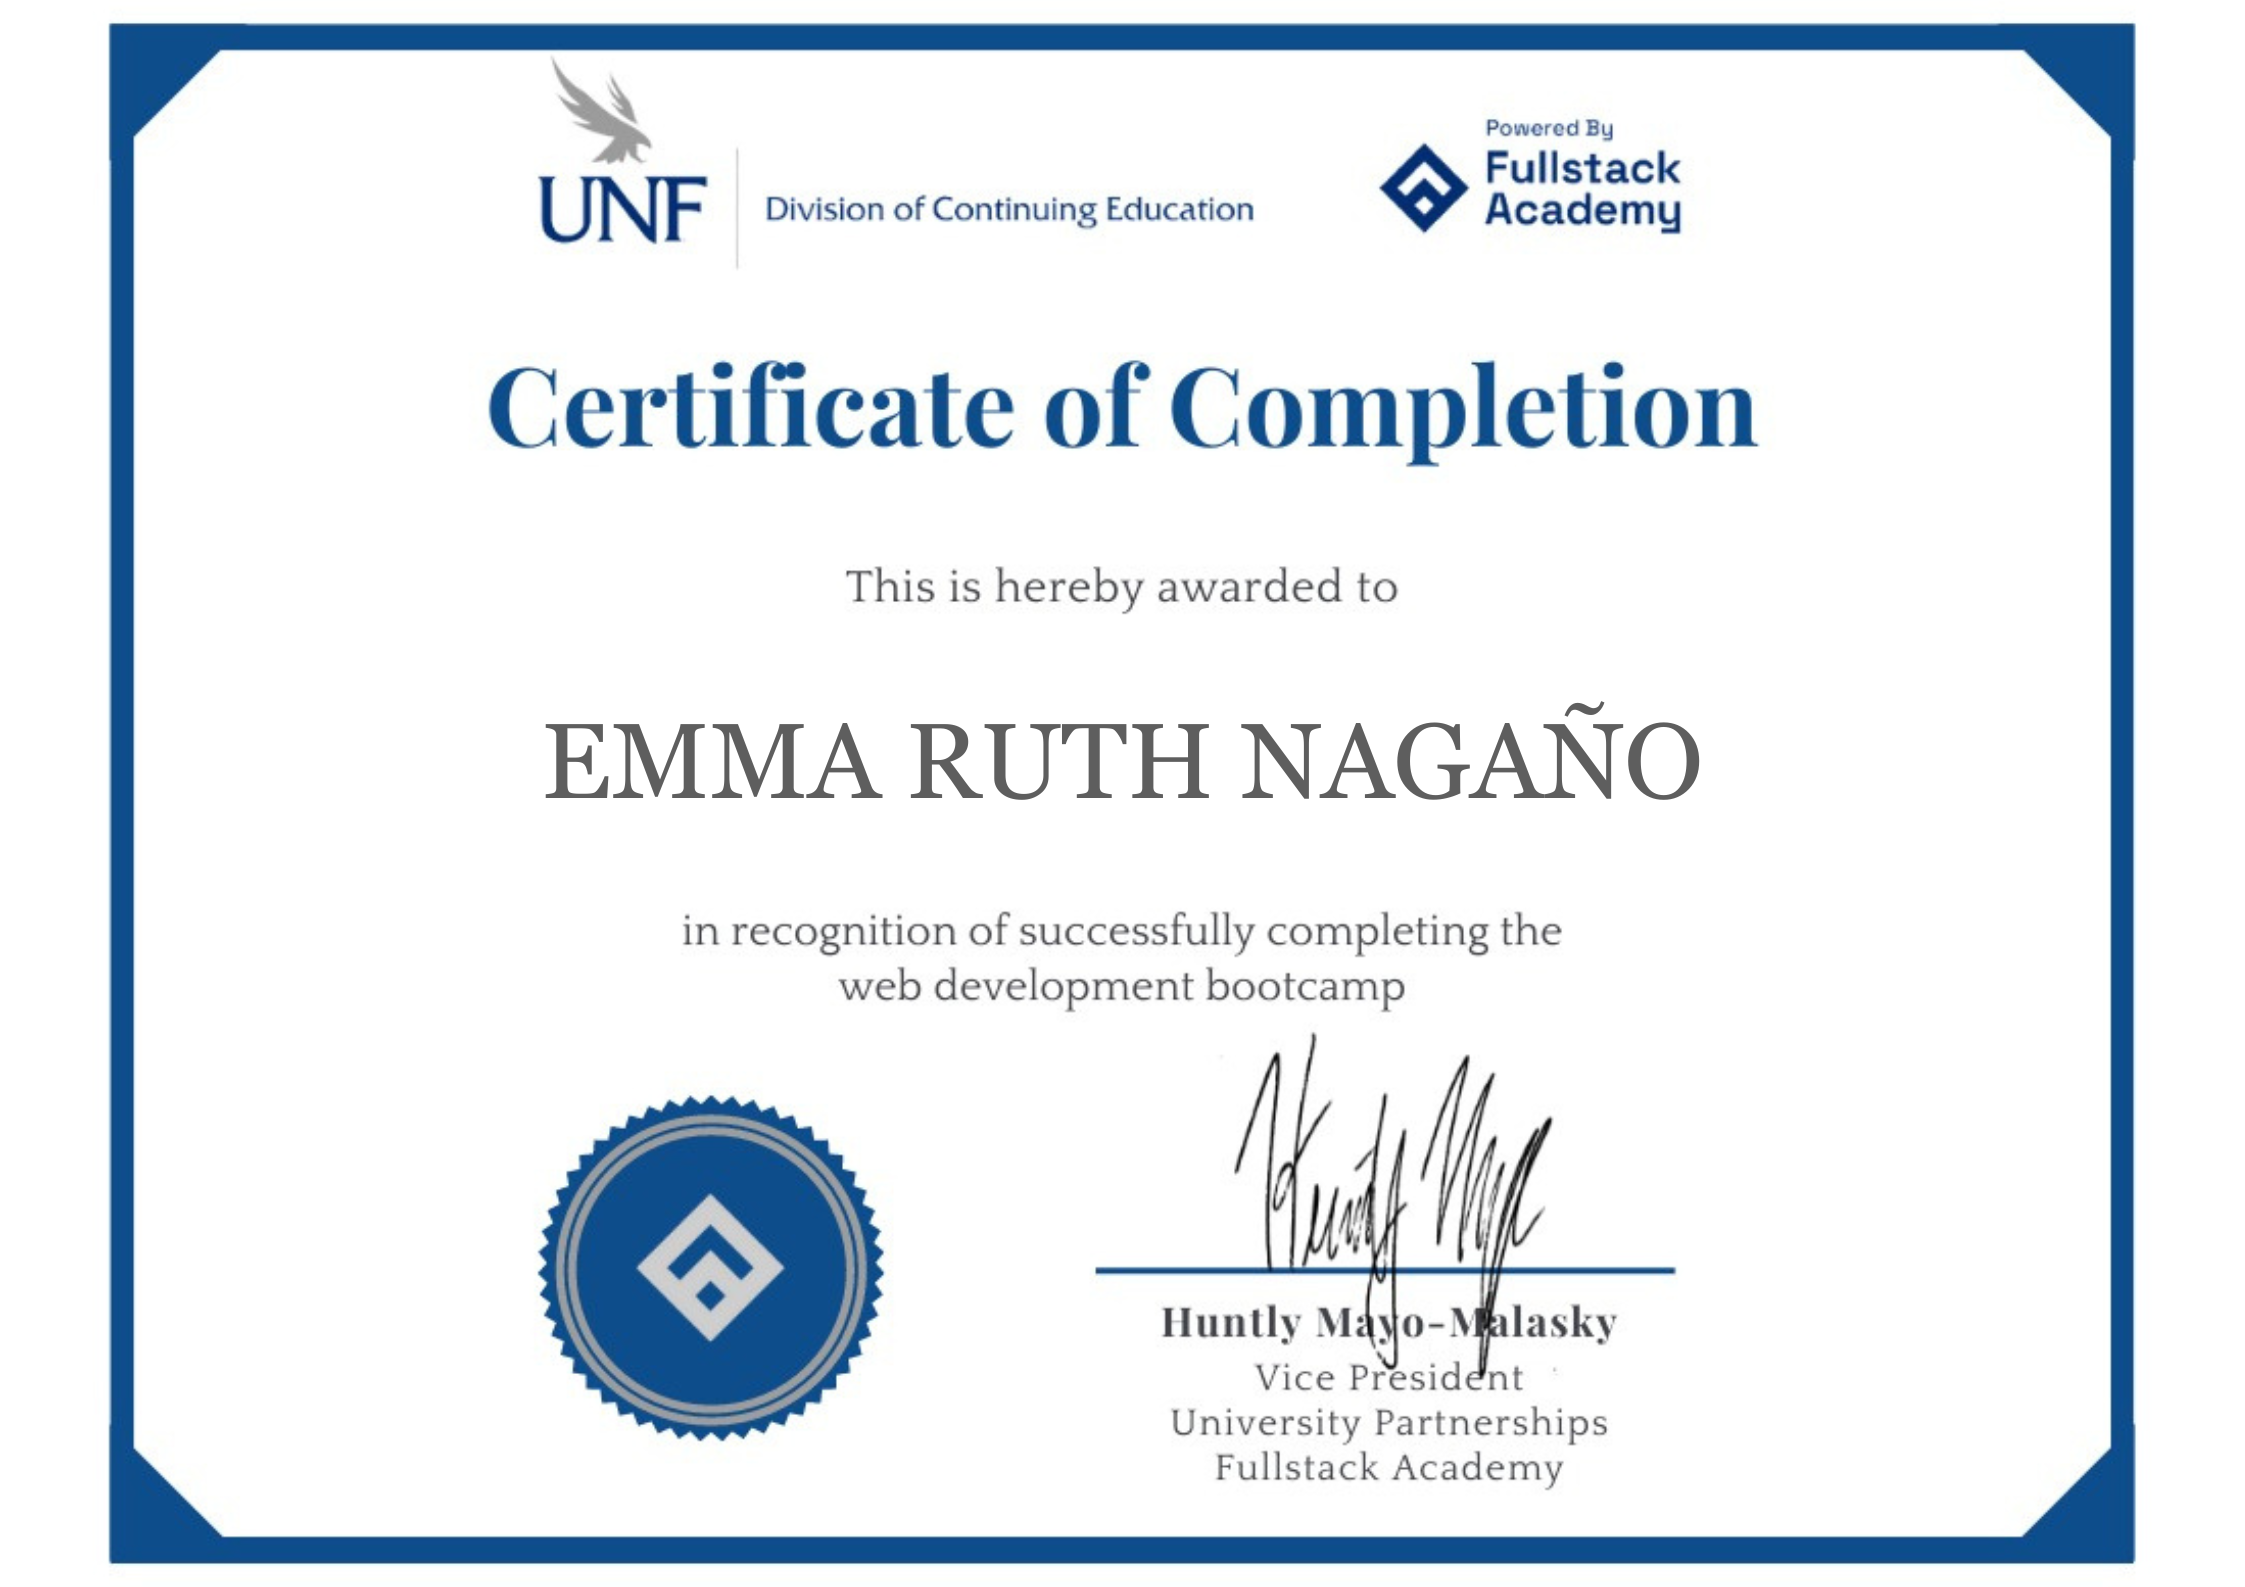 UNF
Division of Continuing Education
Powered By
Fullstack
Academy
Certificate of Completion
This is hereby awarded to
EMMA RUTH NAGAÑO
in recognition of successfully completing the
web development bootcamp
Huntly Mayo-Malasky
Vice President
University Partnerships
Fullstack Academy